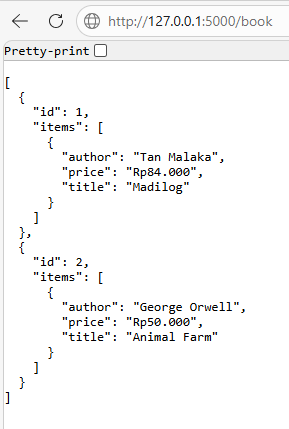 http://127.0.0.1:5000/book
Pretty-print
[
  {
    "id": 1,
    "items": [
      {
        "author": "Tan Malaka",
        "price": "Rp84.000",
        "title": "Madilog"
      }
    ]
  },
  {
    "id": 2,
    "items": [
      {
        "author": "George Orwell",
        "price": "Rp50.000",
        "title": "Animal Farm"
      }
    ]
  }
]